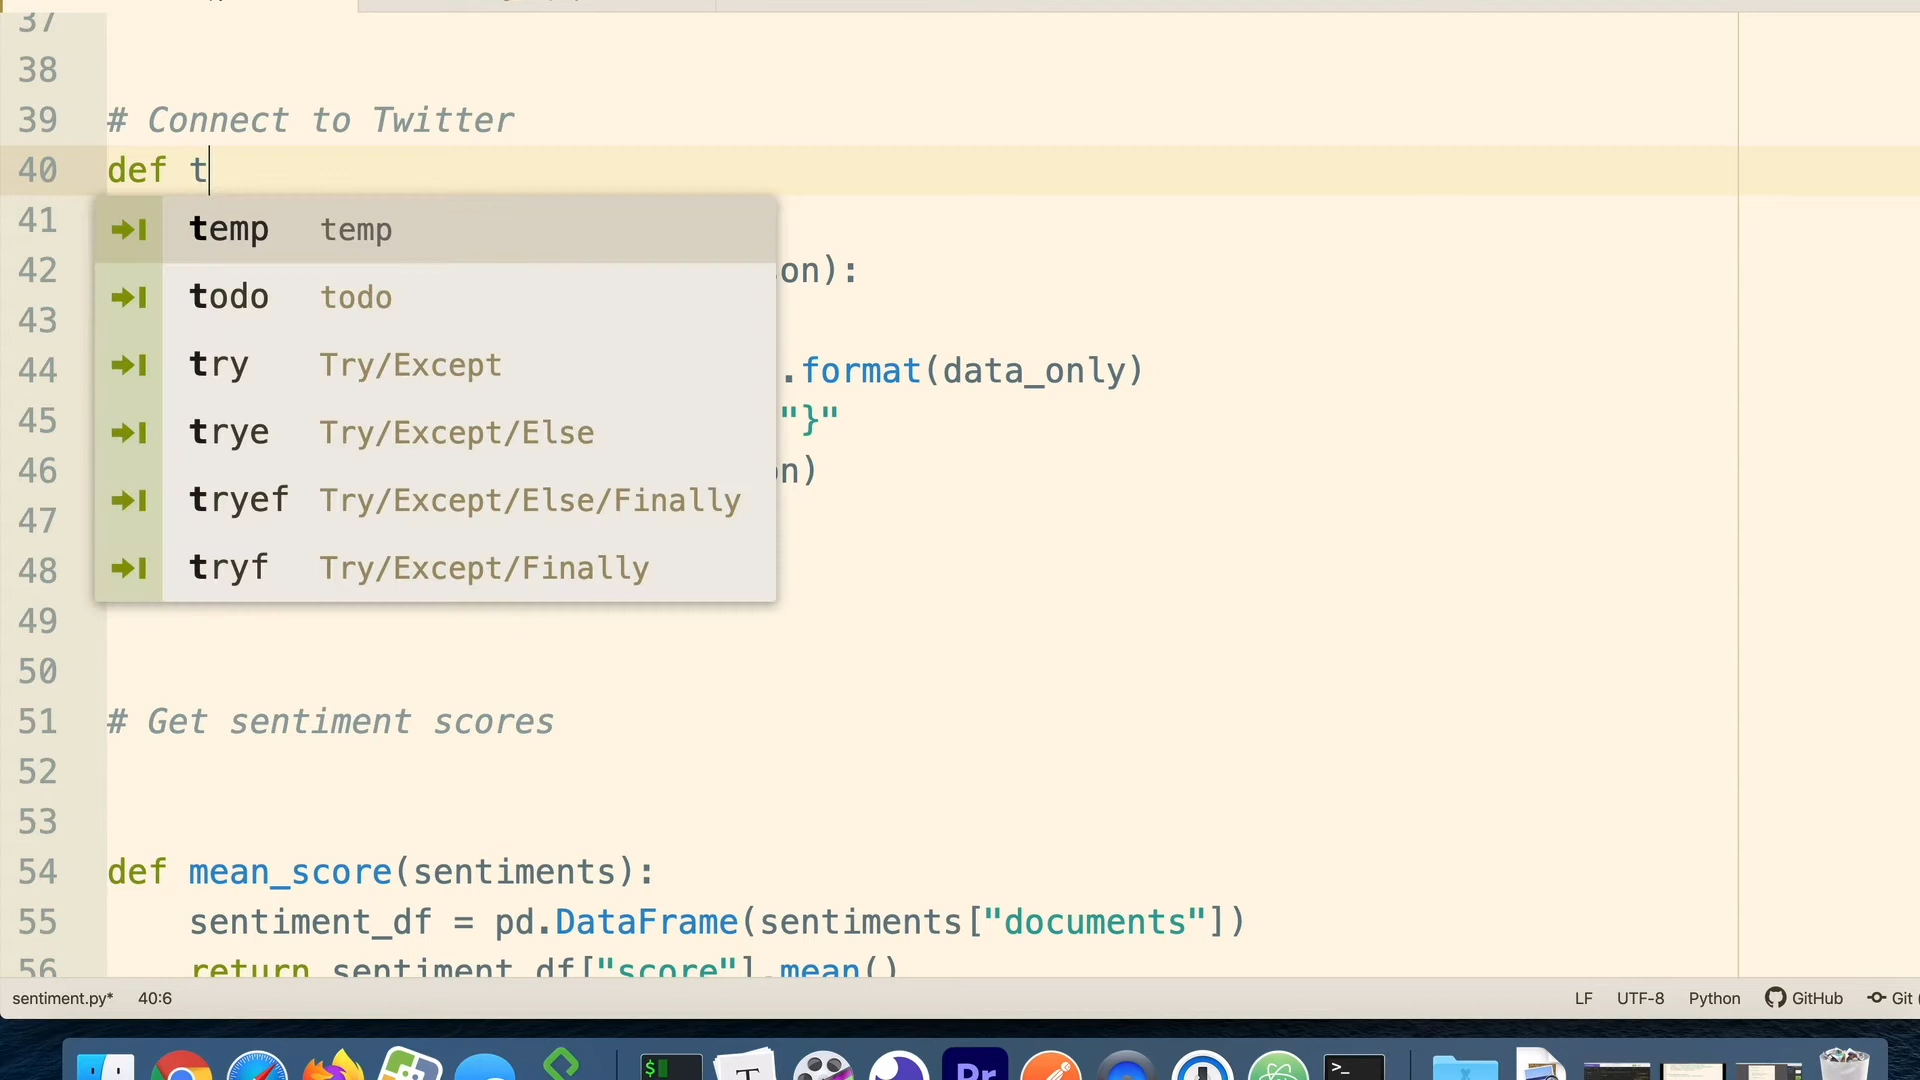 37
38
39 # Connect to Twitter
40 def t
41
temp temp
42 on):
todo todo
43
try Try/Except
44 .format(data_only)
45 "}"
trye Try/Except/Else
46 n)
tryef Try/Except/Else/Finally
47
48
tryf Try/Except/Finally
49
50
51 # Get sentiment scores
52
53
54 def mean_score(sentiments):
55 sentiment_df = pd.DataFrame(sentiments["documents"])
56 return sentiment_df["score"].mean()
sentiment.py* 40:6 LF UTF-8 Python GitHub Git
$ T Pr >_